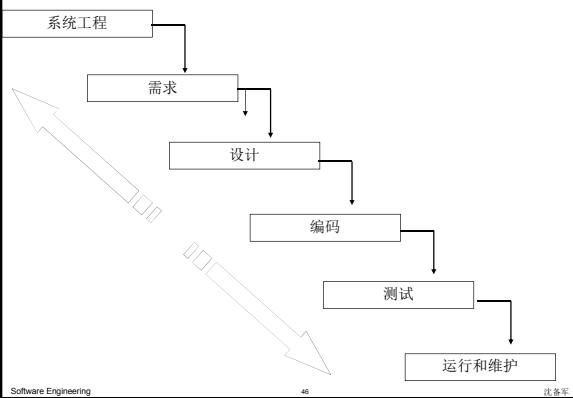 系统工程
需求
设计
编码
测试
运行和维护
Software Engineering
46
沈备军